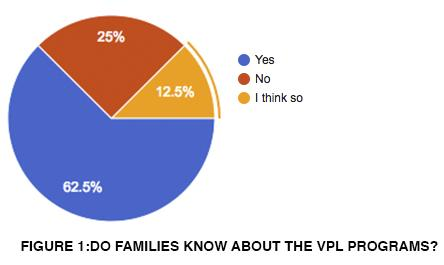 25%
Yes
No
I think so
12.5%
62.5%
FIGURE 1:DO FAMILIES KNOW ABOUT THE VPL PROGRAMS?